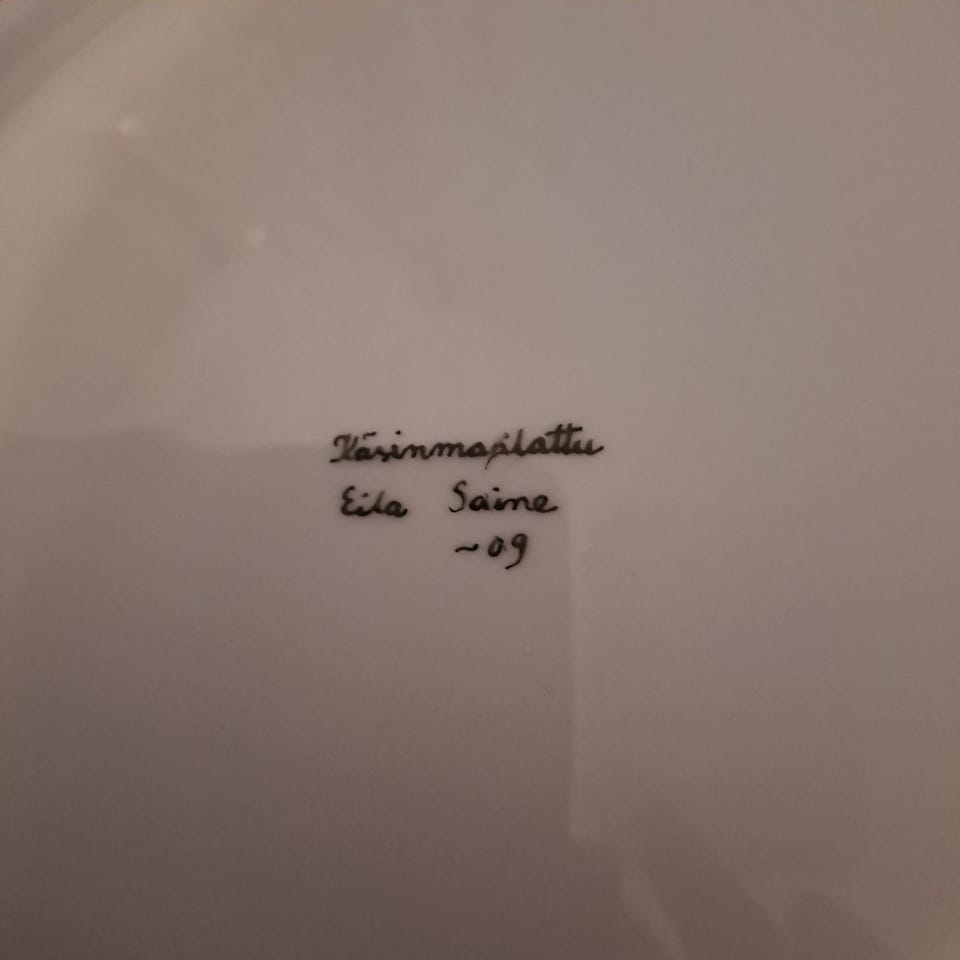 Käsinmaalattu
Eila Saine
~09